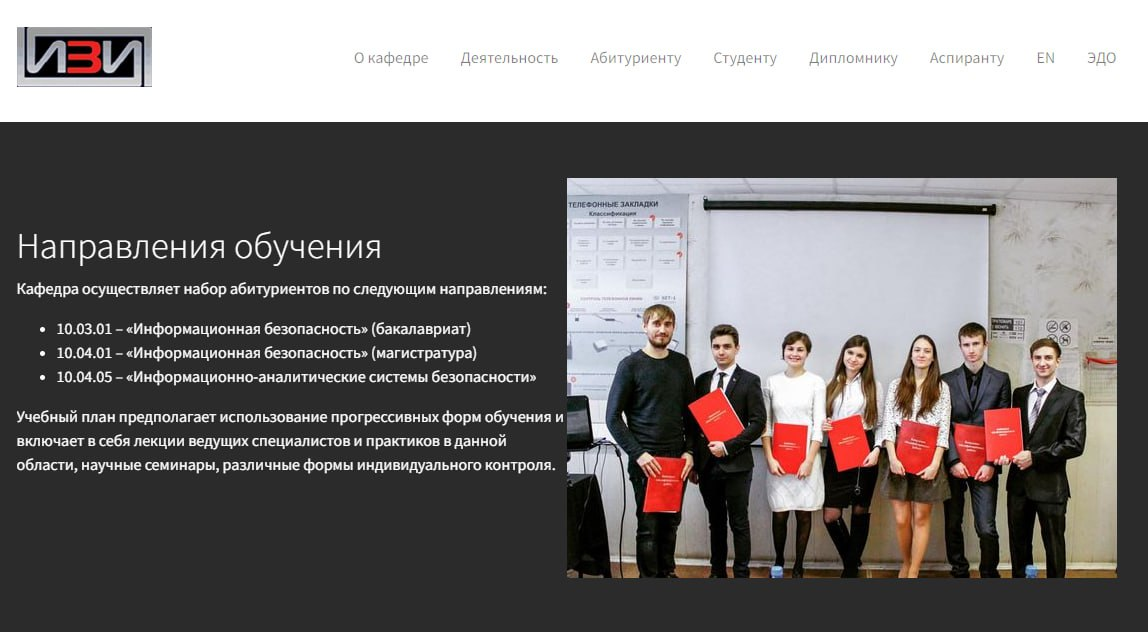 ИЗИ
О кафедре Деятельность Абитуриенту Студенту Дипломнику Аспиранту EN ЭДО
Направления обучения
Кафедра осуществляет набор абитуриентов по следующим направлениям:
• 10.03.01 – «Информационная безопасность» (бакалавриат)
• 10.04.01 – «Информационная безопасность» (магистратура)
• 10.04.05 – «Информационно-аналитические системы безопасности»
Учебный план предполагает использование прогрессивных форм обучения и
включает в себя лекции ведущих специалистов и практиков в данной
области, научные семинары, различные формы индивидуального контроля.
ТЕЛЕФОННЫЕ ЗАКЛАДКИ
Классификация